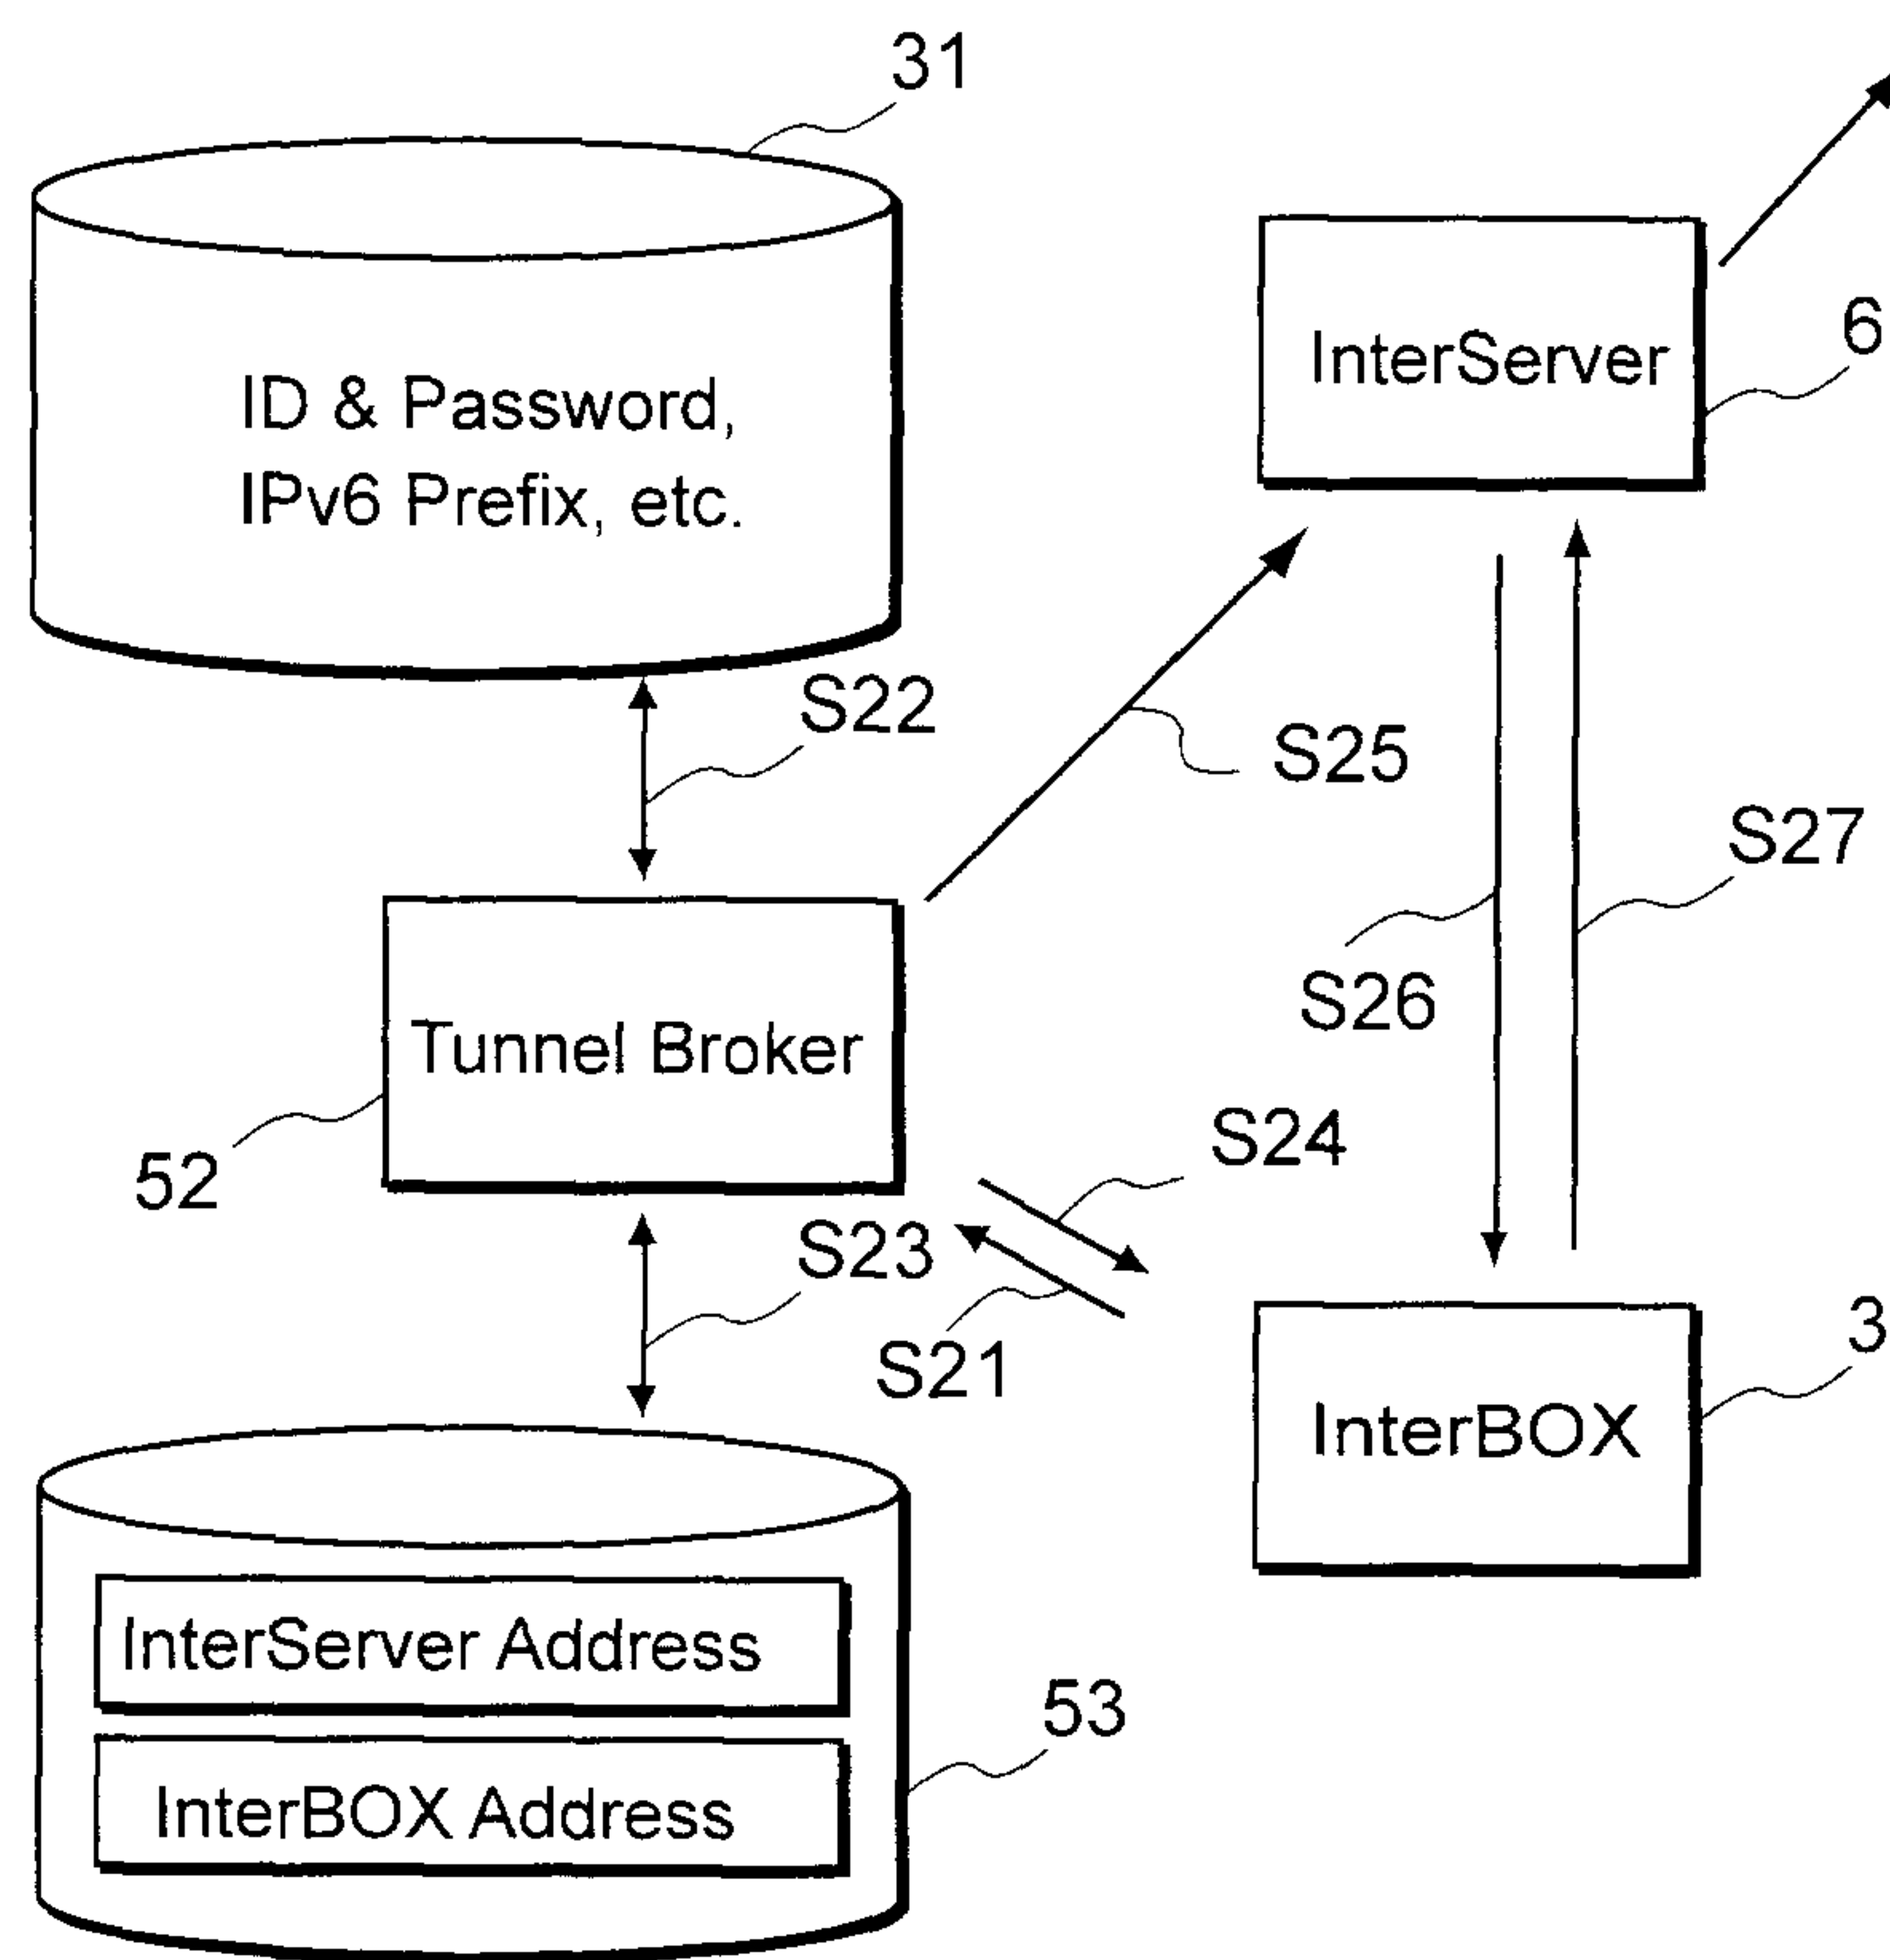 31
ID & Password,
IPv6 Prefix, etc.
InterServer
6
S22
S25
S27
S26
Tunnel Broker
52
S24
S23
S21
InterBOX
3
InterServer Address
InterBOX Address
53